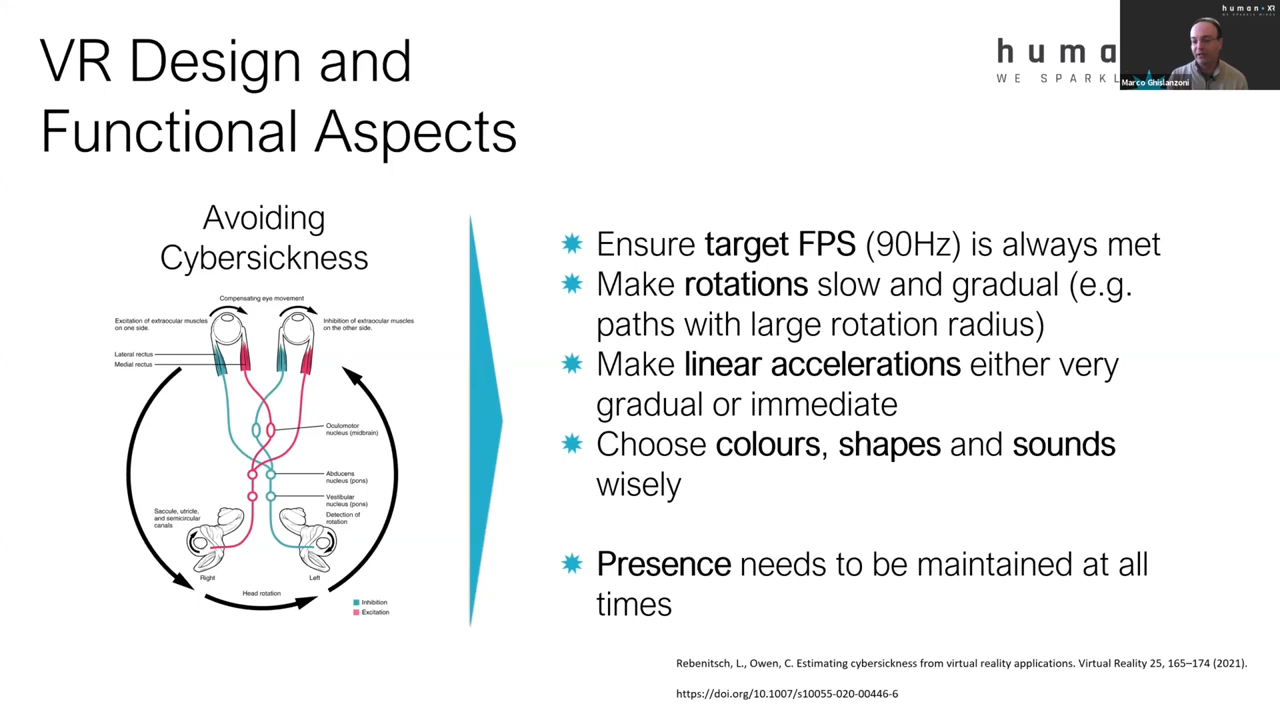 VR Design and
Functional Aspects
huma
WE SPARKL
human XR
WE SPARKLE MINDS
Marco Ghislanzoni
Avoiding
Cybersickness
Compensating eye movement
Excitation of extraocular muscles
on one side.
Inhibition of extraocular muscles
on the other side.
Lateral rectus
Medial rectus
Oculomotor
nucleus (midbrain)
Abducens
nucleus (pons)
Vestibular
nucleus (pons)
Saccule, utricle,
and semicircular
canals
Detection of
rotation
Right
Left
Head rotation
Inhibition
Excitation
Ensure target FPS (90Hz) is always met
Make rotations slow and gradual (e.g.
paths with large rotation radius)
Make linear accelerations either very
gradual or immediate
Choose colours, shapes and sounds
wisely
Presence needs to be maintained at all
times
Rebenitsch, L., Owen, C. Estimating cybersickness from virtual reality applications. Virtual Reality 25, 165–174 (2021).
https://doi.org/10.1007/s10055-020-00446-6